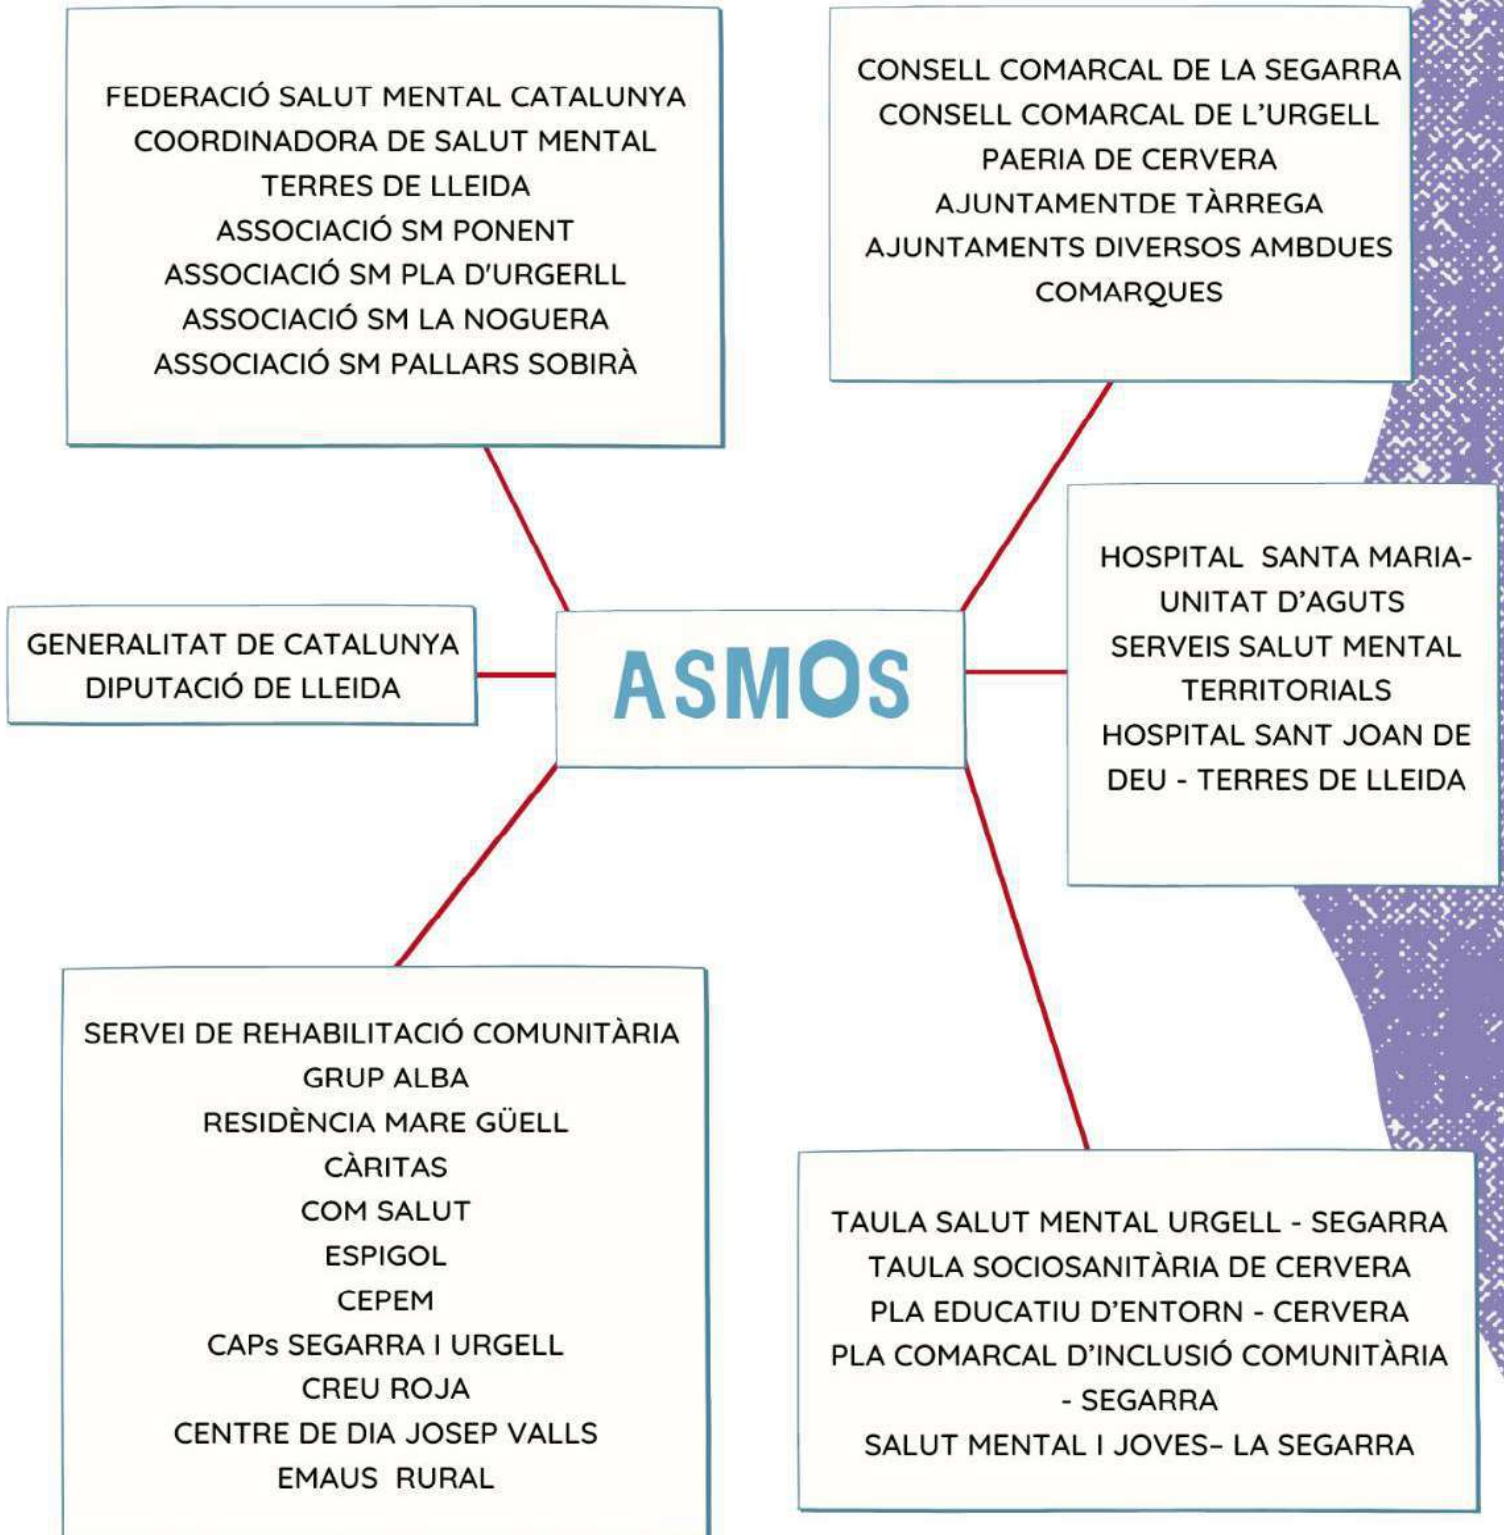 FEDERACIÓ SALUT MENTAL CATALUNYA
COORDINADORA DE SALUT MENTAL
TERRES DE LLEIDA
ASSOCIACIÓ SM PONENT
ASSOCIACIÓ SM PLA D'URGERLL
ASSOCIACIÓ SM LA NOGUERA
ASSOCIACIÓ SM PALLARS SOBIRÀ
CONSELL COMARCAL DE LA SEGARRA
CONSELL COMARCAL DE L'URGELL
PAERIA DE CERVERA
AJUNTAMENTDE TÀRREGA
AJUNTAMENTS DIVERSOS AMBDUES
COMARQUES
GENERALITAT DE CATALUNYA
DIPUTACIÓ DE LLEIDA
ASMOS
HOSPITAL  SANTA MARIA-
UNITAT D'AGUTS
SERVEIS SALUT MENTAL
TERRITORIALS
HOSPITAL SANT JOAN DE
DEU - TERRES DE LLEIDA
SERVEI DE REHABILITACIÓ COMUNITÀRIA
GRUP ALBA
RESIDÈNCIA MARE GÜELL
CÀRITAS
COM SALUT
ESPIGOL
CEPEM
CAPs SEGARRA I URGELL
CREU ROJA
CENTRE DE DIA JOSEP VALLS
EMAUS  RURAL
TAULA SALUT MENTAL URGELL - SEGARRA
TAULA SOCIOSANITÀRIA DE CERVERA
PLA EDUCATIU D'ENTORN - CERVERA
PLA COMARCAL D'INCLUSIÓ COMUNITÀRIA
- SEGARRA
SALUT MENTAL I JOVES– LA SEGARRA